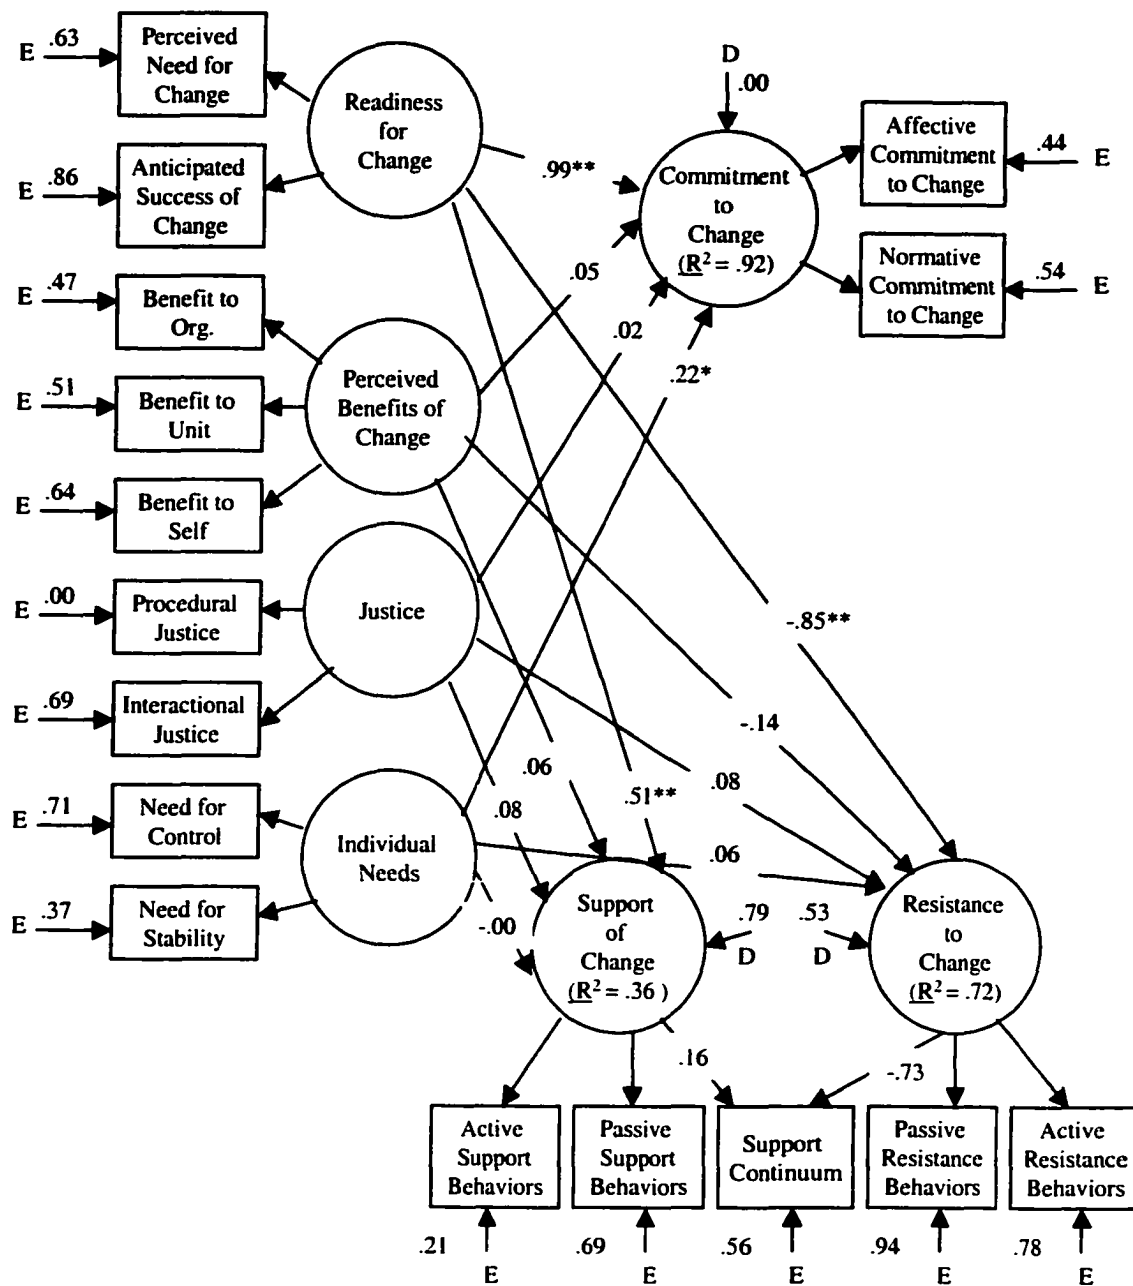 E .63
Perceived
Need for
Change
Readiness
for
Change
D
.00
E .86
Anticipated
Success of
Change
.99**
Commitment
to
Change
(R² = .92)
Affective
Commitment
to Change
.44
E
E .47
Benefit to
Org.
.05
Normative
Commitment
to Change
.54
E
.02
.22*
E .51
Benefit to
Unit
Perceived
Benefits of
Change
E .64
Benefit to
Self
E .00
Procedural
Justice
Justice
-.85**
E .69
Interactional
Justice
-.14
.06
.08
.51**
.08
E .71
Need for
Control
Individual
Needs
.06
E .37
Need for
Stability
-.00
Support
of
Change
(R² = .36 )
.79
D
.53
D
Resistance
to
Change
(R² = .72)
.16
-.73
Active
Support
Behaviors
Passive
Support
Behaviors
Support
Continuum
Passive
Resistance
Behaviors
Active
Resistance
Behaviors
.21
E
.69
E
.56
E
.94
E
.78
E